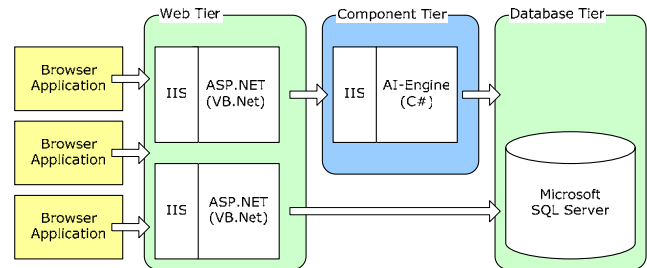 Web Tier
Component Tier
Database Tier
Browser
Application
IIS
ASP.NET
(VB.Net)
IIS
AI-Engine
(C#)
Browser
Application
Browser
Application
IIS
ASP.NET
(VB.Net)
Microsoft
SQL Server